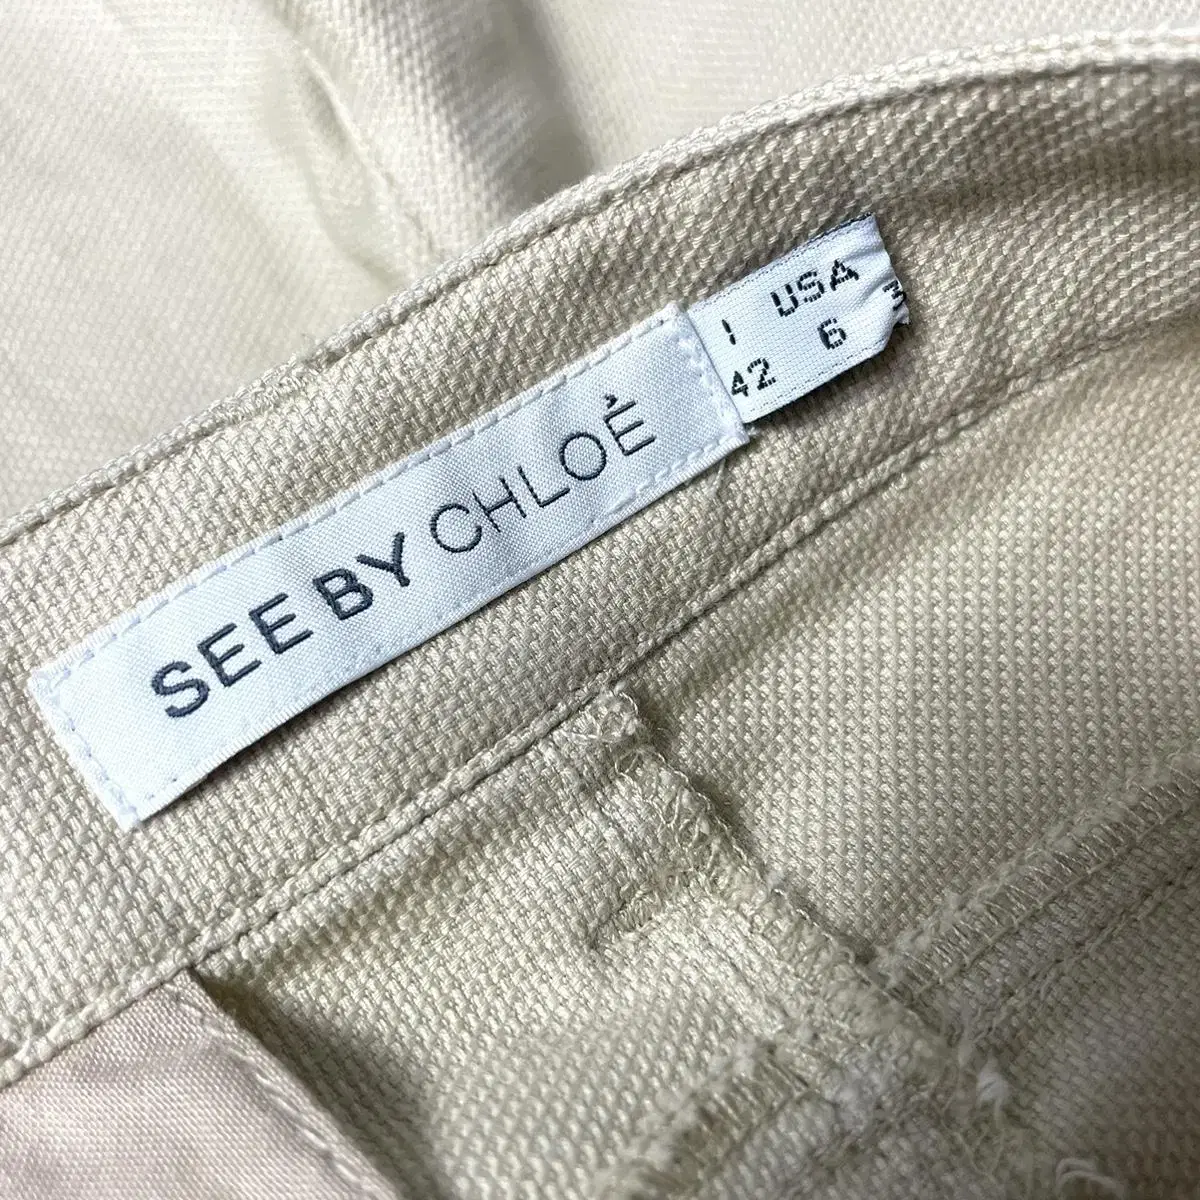 SEE BY CHLOÉ
I USA
42 6